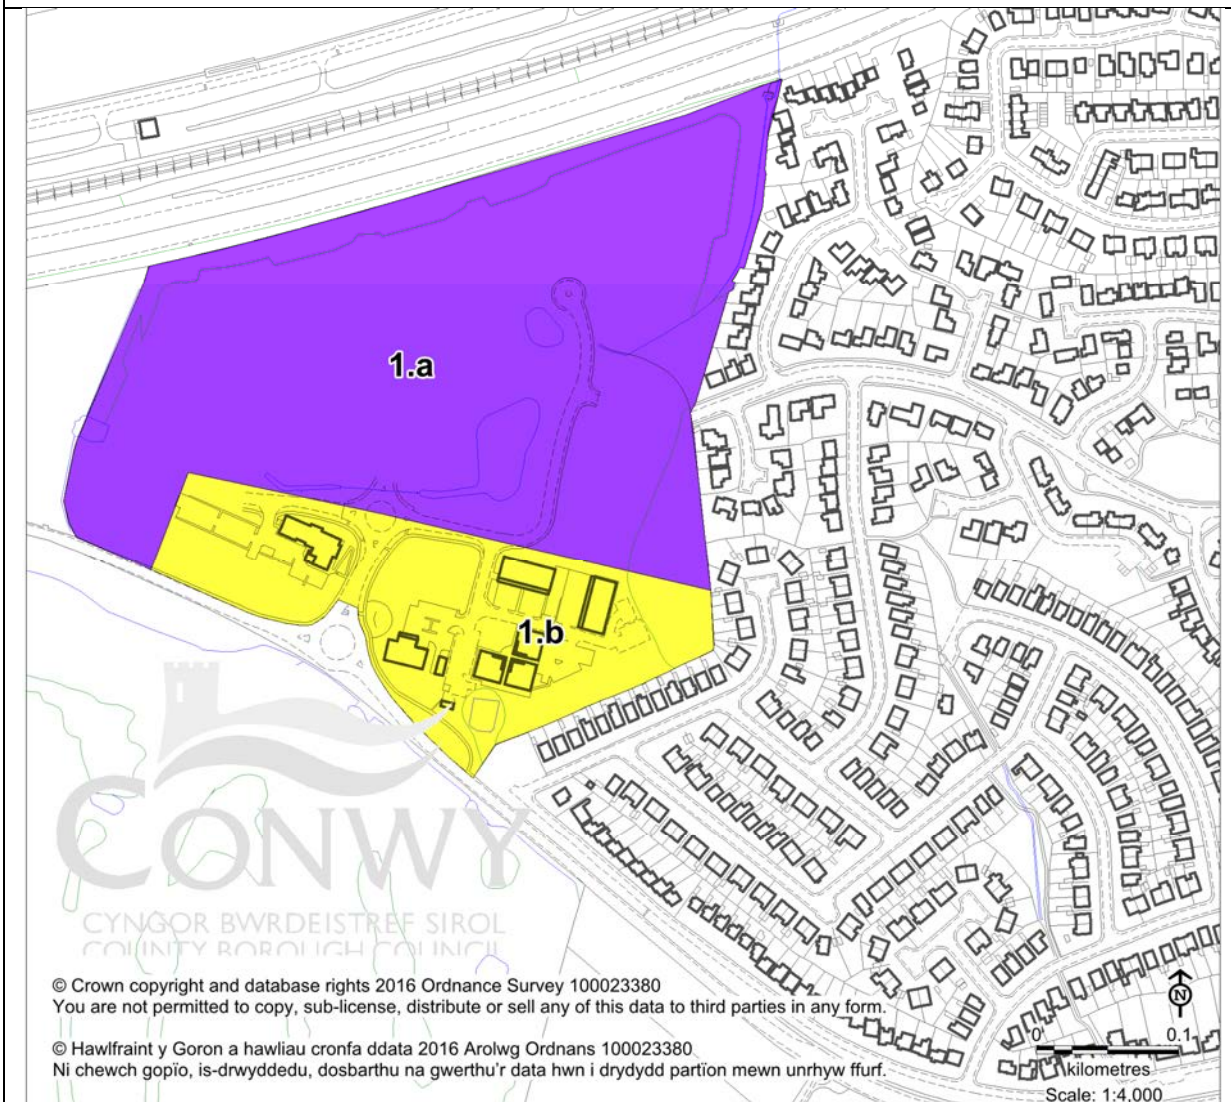 1.a
1.b
CONWY
CYNGOR BWRDEISTREF SIROL
COUNTY BOROUGH COUNCIL
© Crown copyright and database rights 2016 Ordnance Survey 100023380
You are not permitted to copy, sub-license, distribute or sell any of this data to third parties in any form.
© Hawlfraint y Goron a hawliau cronfa ddata 2016 Arolwg Ordnans 100023380
Ni chewch gopïo, is-drwyddedu, dosbarthu na gwerthu'r data hwn i drydydd partïon mewn unrhyw ffurf.
N
0 0.1
kilometres
Scale: 1:4,000